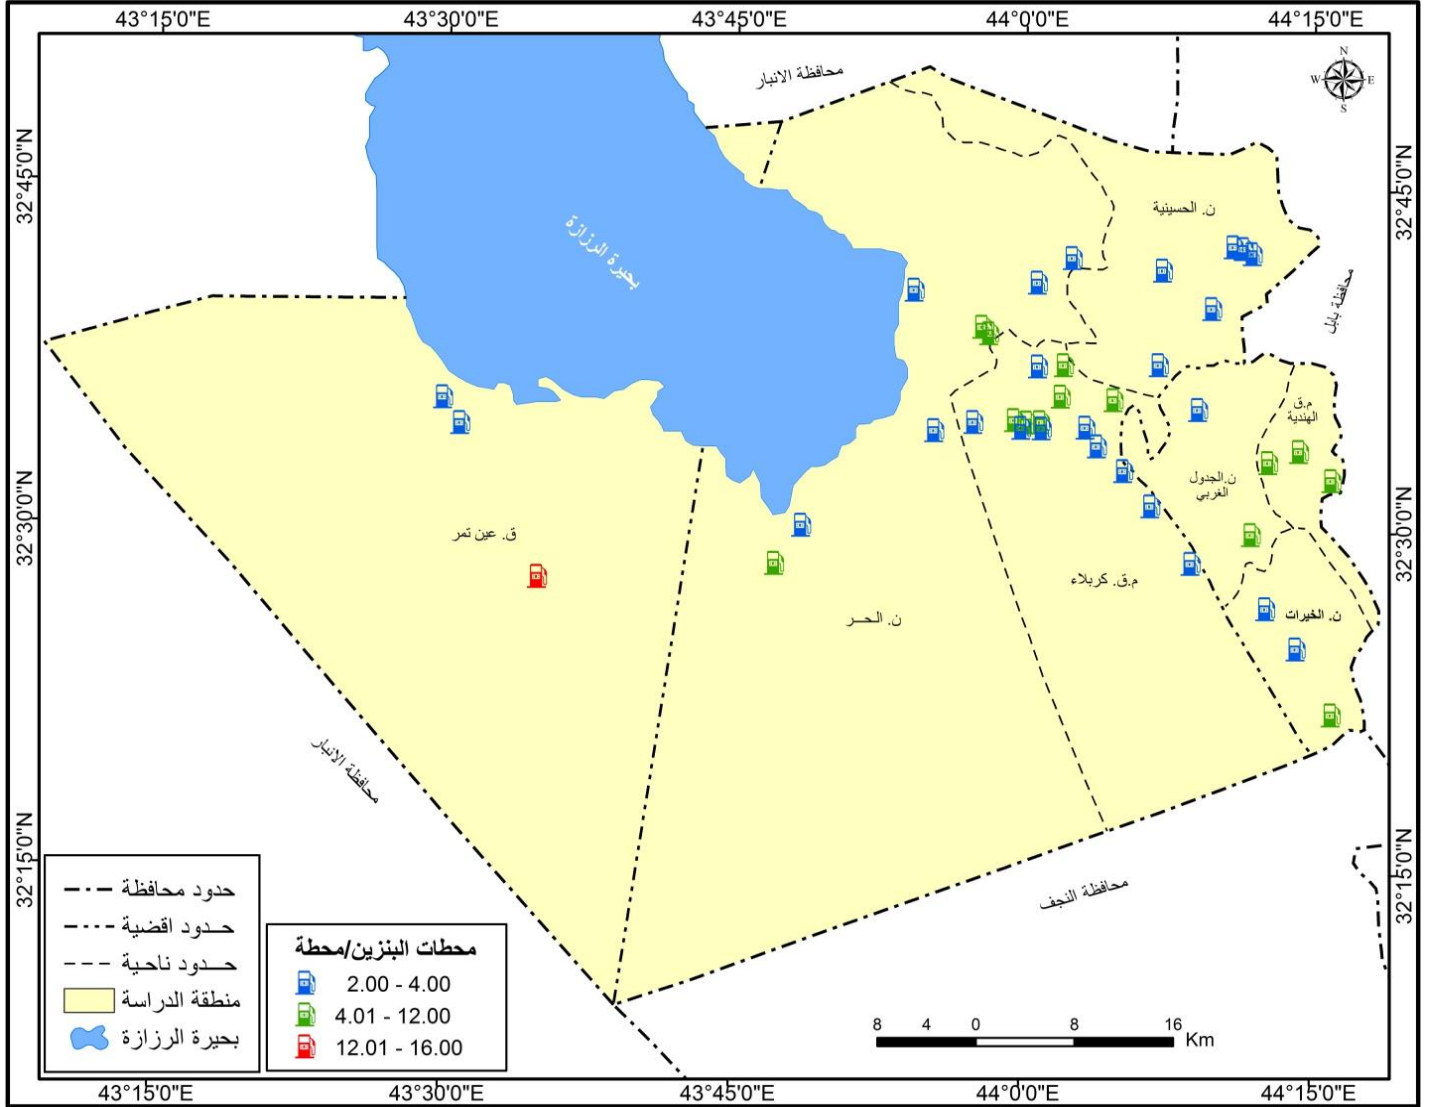 43°15'0"E 43°30'0"E 43°45'0"E 44°0'0"E 44°15'0"E
N
W E
S
محافظة الانبار
32°45'0"N
32°45'0"N
ن. الحسينية
بحيرة الرزازة
محافظة بابل
م.ق
الهندية
ن.الجدول
الغربي
32°30'0"N
32°30'0"N
ق. عين تمر
م.ق. كربلاء
ن. الحــر
ن. الخيرات
محافظة الانبار
محافظة النجف
32°15'0"N
32°15'0"N
حدود محافظة
حــدود اقضية
حــدود ناحية
منطقة الدراسة
بحيرة الرزازة
محطات البنزين/محطة
2.00 - 4.00
4.01 - 12.00
12.01 - 16.00
8 4 0 8 16
Km
43°15'0"E 43°30'0"E 43°45'0"E 44°0'0"E 44°15'0"E